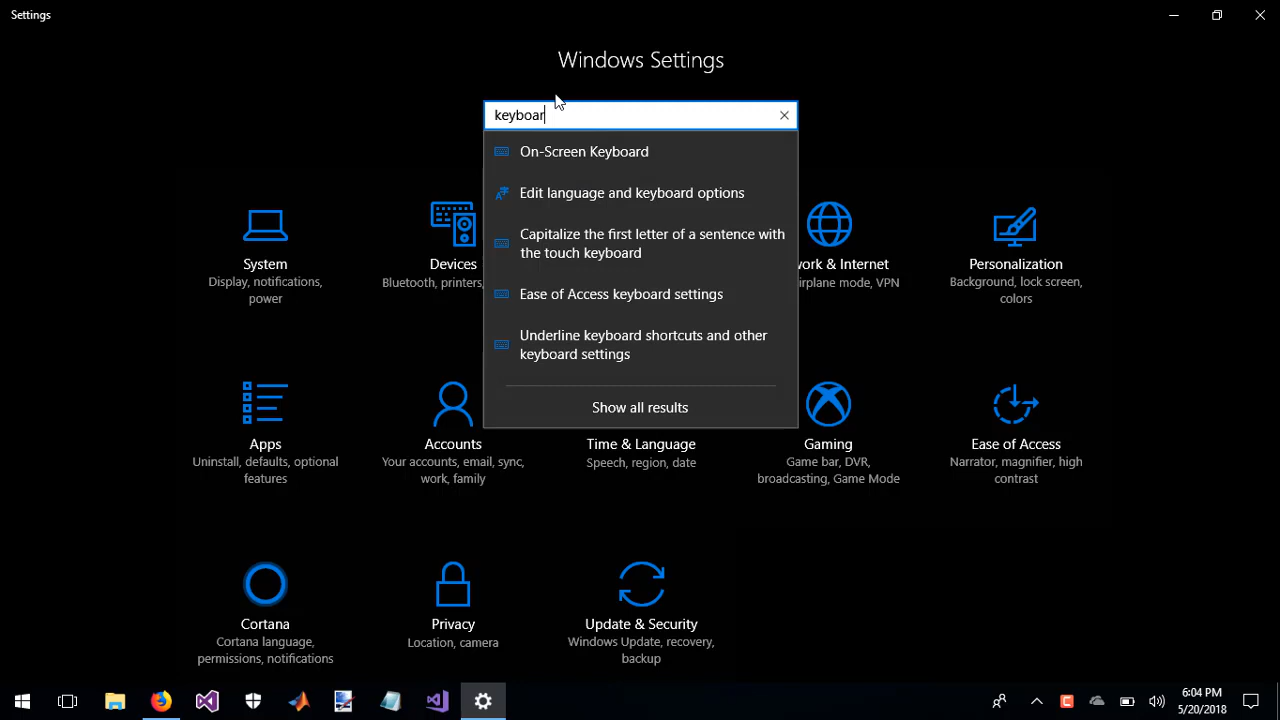 Settings
Windows Settings
keyboar
On-Screen Keyboard
Edit language and keyboard options
Capitalize the first letter of a sentence with
the touch keyboard
Ease of Access keyboard settings
Underline keyboard shortcuts and other
keyboard settings
Show all results
System
Display, notifications,
power
Devices
Bluetooth, printers,
work & Internet
irplane mode, VPN
Personalization
Background, lock screen,
colors
Apps
Uninstall, defaults, optional
features
Accounts
Your accounts, email, sync,
work, family
Time & Language
Speech, region, date
Gaming
Game bar, DVR,
broadcasting, Game Mode
Ease of Access
Narrator, magnifier, high
contrast
Cortana
Cortana language,
permissions, notifications
Privacy
Location, camera
Update & Security
Windows Update, recovery,
backup
6:04 PM
5/20/2018